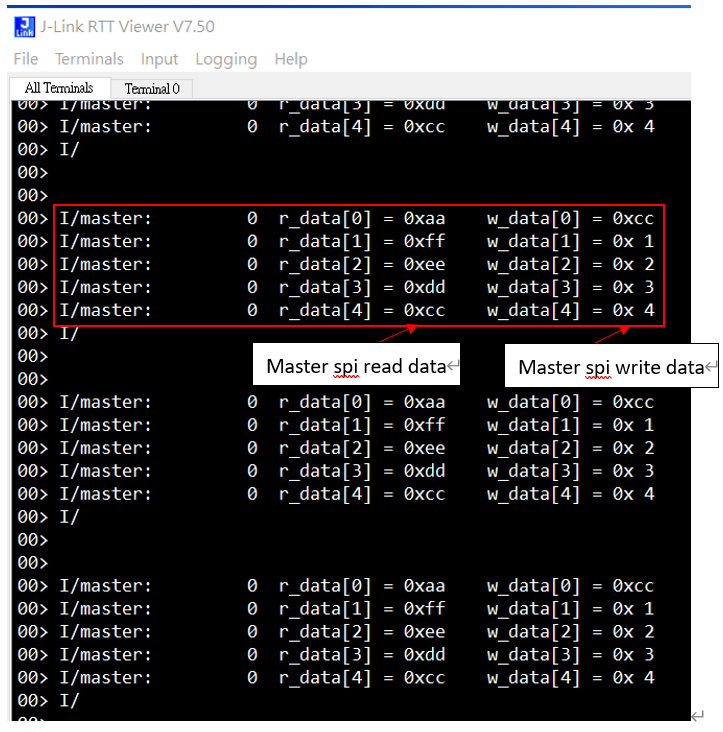 J-Link RTT Viewer V7.50
File Terminals Input Logging Help
All Terminals Terminal 0
00> I/master: 0 r_data[3] = 0xdd w_data[3] = 0x 3
00> I/master: 0 r_data[4] = 0xcc w_data[4] = 0x 4
00> I/
00>
00>
00> I/master: 0 r_data[0] = 0xaa w_data[0] = 0xcc
00> I/master: 0 r_data[1] = 0xff w_data[1] = 0x 1
00> I/master: 0 r_data[2] = 0xee w_data[2] = 0x 2
00> I/master: 0 r_data[3] = 0xdd w_data[3] = 0x 3
00> I/master: 0 r_data[4] = 0xcc w_data[4] = 0x 4
00> I/
00>
Master spi read data Master spi write data
00>
00> I/master: 0 r_data[0] = 0xaa w_data[0] = 0xcc
00> I/master: 0 r_data[1] = 0xff w_data[1] = 0x 1
00> I/master: 0 r_data[2] = 0xee w_data[2] = 0x 2
00> I/master: 0 r_data[3] = 0xdd w_data[3] = 0x 3
00> I/master: 0 r_data[4] = 0xcc w_data[4] = 0x 4
00> I/
00>
00>
00> I/master: 0 r_data[0] = 0xaa w_data[0] = 0xcc
00> I/master: 0 r_data[1] = 0xff w_data[1] = 0x 1
00> I/master: 0 r_data[2] = 0xee w_data[2] = 0x 2
00> I/master: 0 r_data[3] = 0xdd w_data[3] = 0x 3
00> I/master: 0 r_data[4] = 0xcc w_data[4] = 0x 4
00> I/